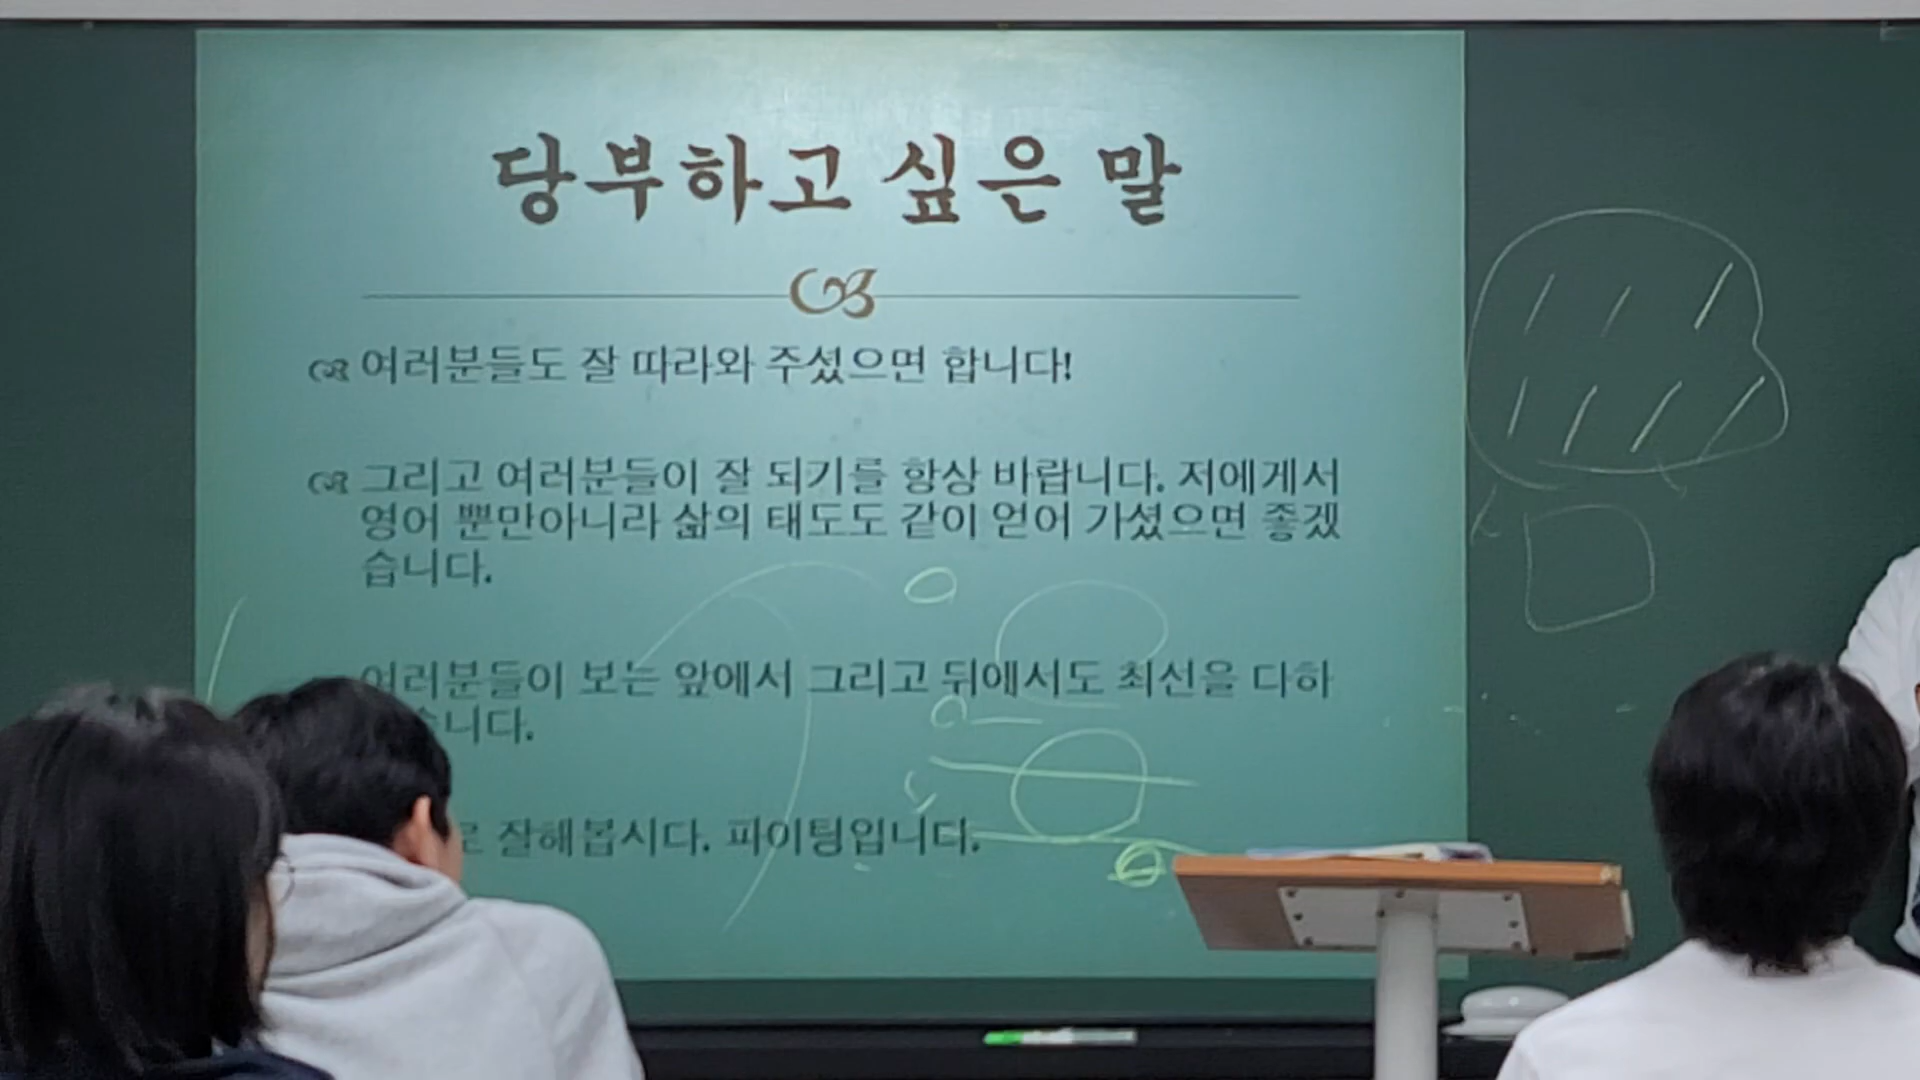 당부하고 싶은 말
여러분들도 잘 따라와 주셨으면 합니다!
그리고 여러분들이 잘 되기를 항상 바랍니다. 저에게서
영어 뿐만아니라 삶의 태도도 같이 얻어 가셨으면 좋겠
습니다.
여러분들이 보는 앞에서 그리고 뒤에서도 최선을 다하
습니다.
로 잘해봅시다. 파이팅입니다.